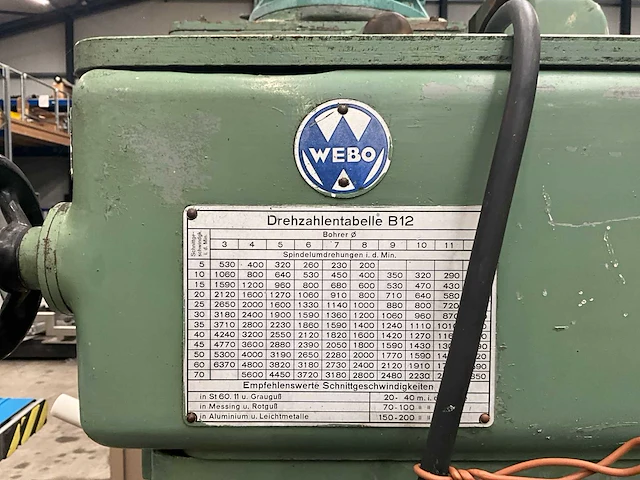 WEBO
Drehzahlentabelle B12
Schnittge-
schwindigk.
i. d. Min.
Bohrer Ø
3 4 5 6 7 8 9 10 11
Spindelumdrehungen i. d. Min.
5 530 400 320 260 230 200
10 1060 800 640 530 450 400 350 320 290
15 1590 1200 960 800 680 600 530 470 430
20 2120 1600 1270 1060 910 800 710 640 580
25 2650 2000 1600 1330 1140 1000 880 800 720
30 3180 2400 1900 1590 1360 1200 1060 960
35 3710 2800 2230 1860 1590 1400 1240 1110
40 4240 3200 2550 2120 1820 1600 1420 1270
45 4770 3600 2880 2390 2050 1800 1590 1430
50 5300 4000 3190 2650 2280 2000 1770 1590
60 6370 4800 3820 3180 2730 2400 2120 1910
70 5600 4450 3720 3180 2800 2480 2230
Empfehlenswerte Schnittgeschwindigkeiten
in St 60. 11 u. Grauguß 20- 40 m. i.
in Messing u. Rotguß 70-100 " "
in Aluminium u. Leichtmetalle 150-200 " "